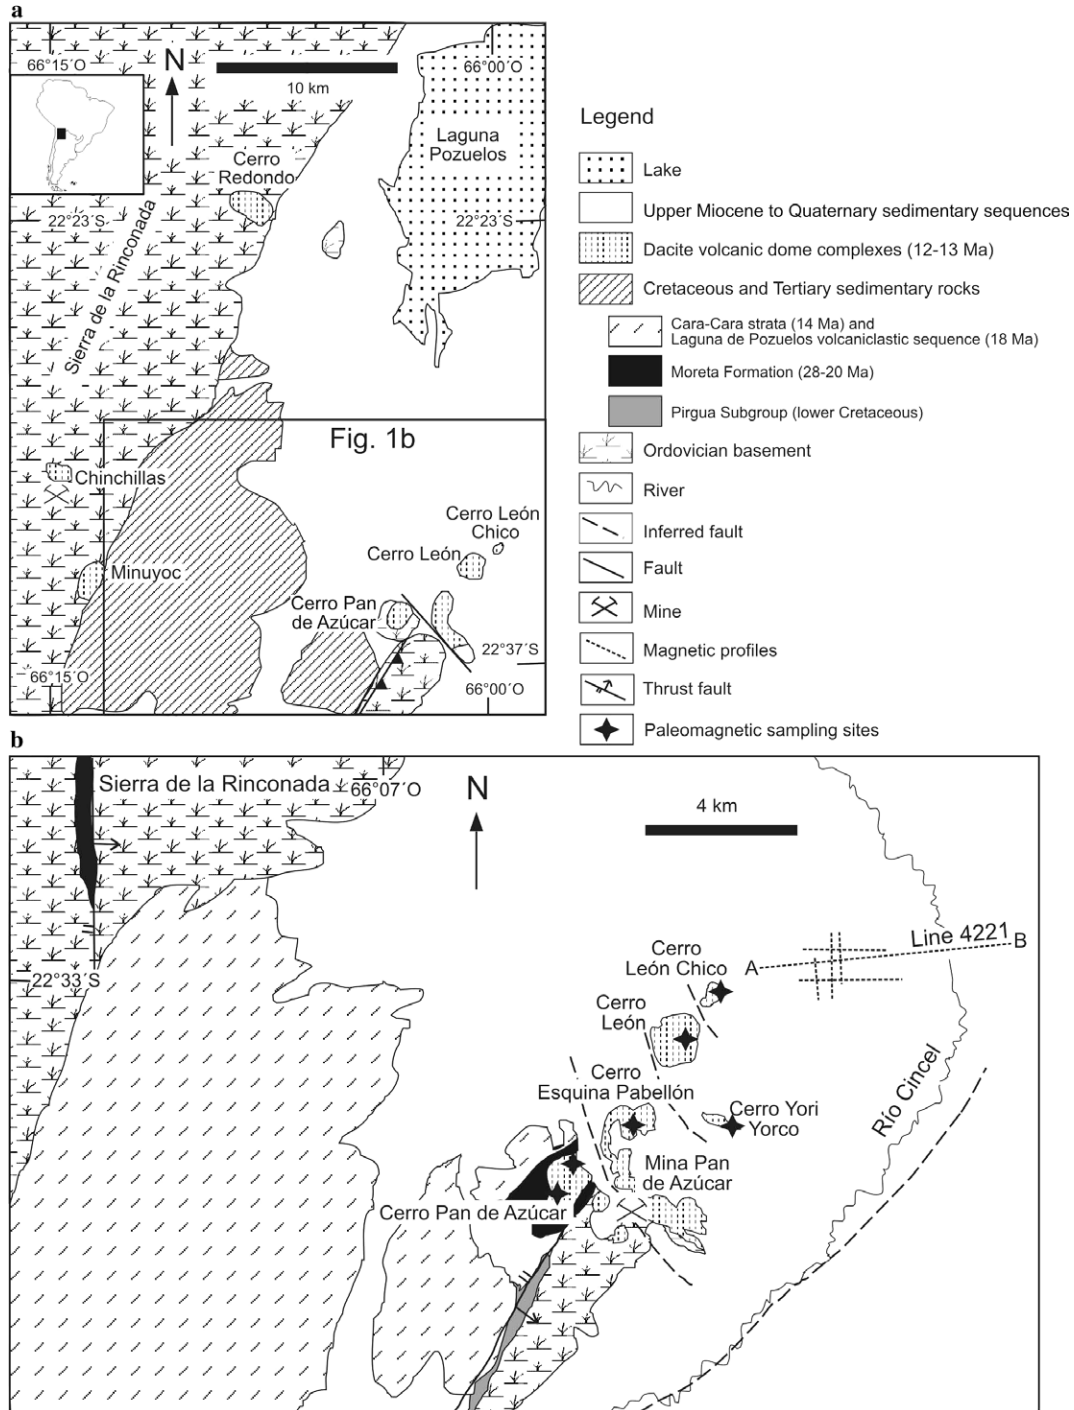 a
66°15´O
N
10 km
66°00´O
Laguna
Pozuelos
Cerro
Redondo
22°23´S
22°23´S
Sierra de la Rinconada
Fig. 1b
Chinchillas
Cerro León
Chico
Cerro León
Minuyoc
Cerro Pan
de Azúcar
22°37´S
66°15´O
66°00´O
Legend
Lake
Upper Miocene to Quaternary sedimentary sequences
Dacite volcanic dome complexes (12-13 Ma)
Cretaceous and Tertiary sedimentary rocks
Cara-Cara strata (14 Ma) and
Laguna de Pozuelos volcaniclastic sequence (18 Ma)
Moreta Formation (28-20 Ma)
Pirgua Subgroup (lower Cretaceous)
Ordovician basement
River
Inferred fault
Fault
Mine
Magnetic profiles
Thrust fault
Paleomagnetic sampling sites
b
Sierra de la Rinconada
66°07´O
N
4 km
Line 4221
B
A
Cerro
León Chico
22°33´S
Cerro
León
Cerro
Esquina Pabellón
Cerro Yori
Yorco
Río Cincel
Mina Pan
de Azúcar
Cerro Pan de Azúcar